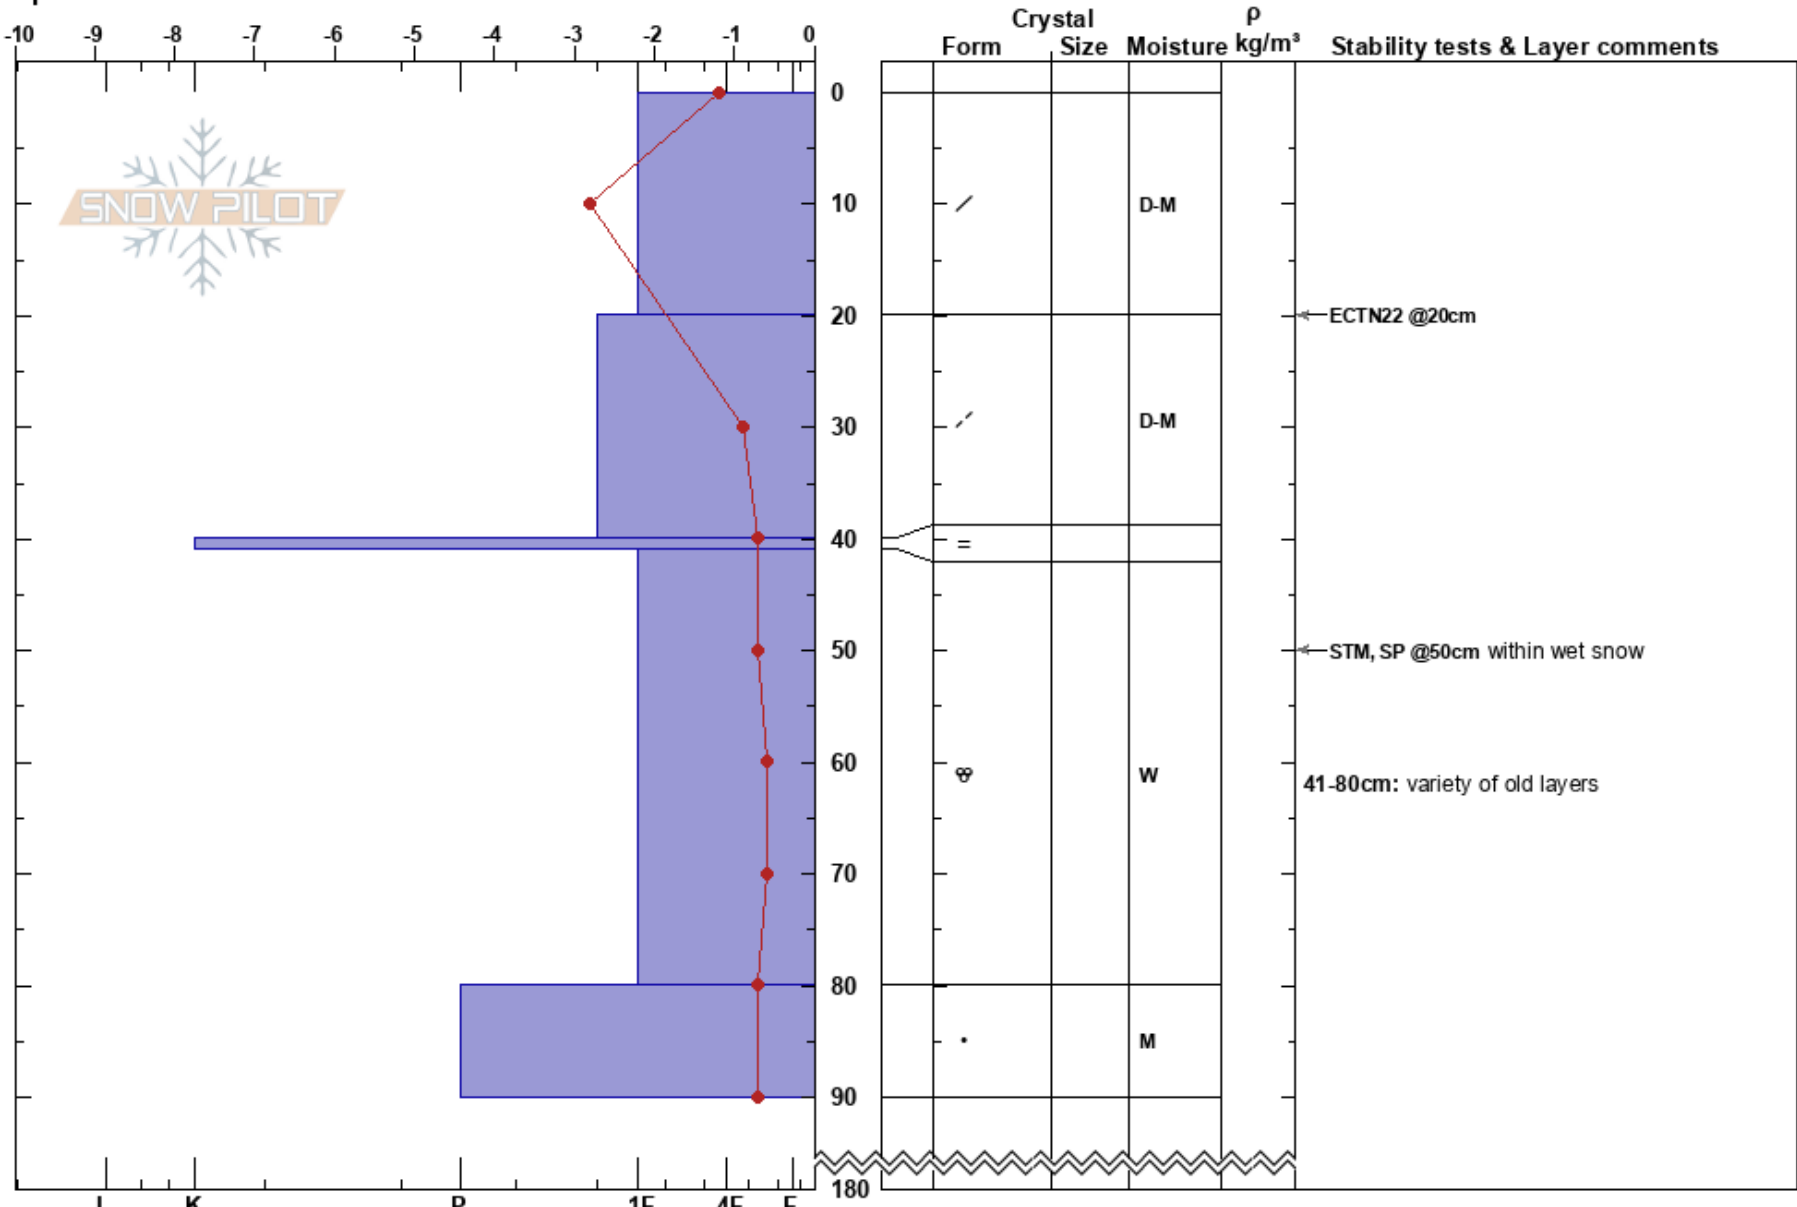 Crystal ρ
-10 -9 -8 -7 -6 -5 -4 -3 -2 -1 0 Form Size Moisture kg/m³ Stability tests & Layer comments
0
SNOW PILOT
10 D-M
20 ECTN22 @20cm
30 D-M
40 =
50 STM, SP @50cm within wet snow
60 W
41-80cm: variety of old layers
70
80
M
90
180
I K P 1F 4F F